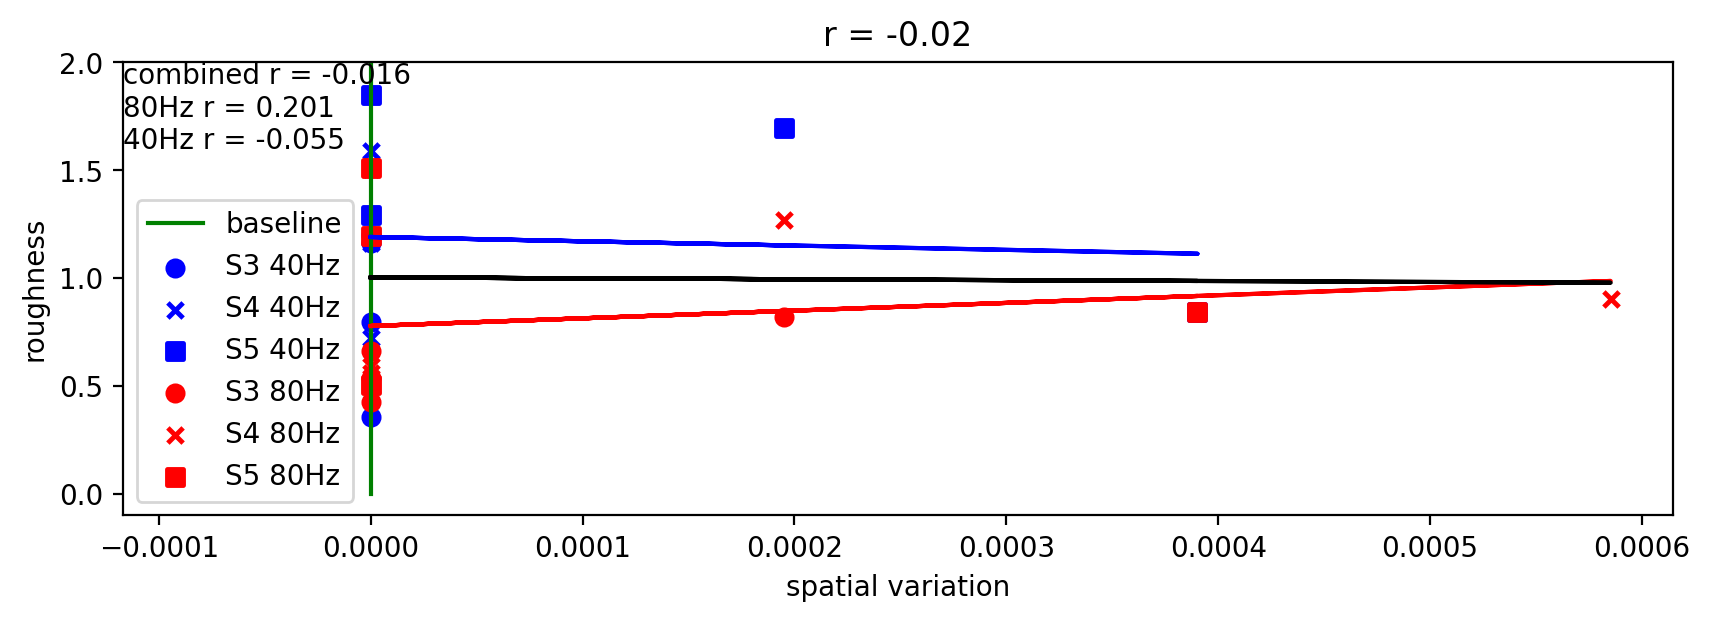 r = -0.02
combined r = -0.016
80Hz r = 0.201
40Hz r = -0.055
2.0
1.5
1.0
0.5
0.0
roughness
baseline
S3 40Hz
S4 40Hz
S5 40Hz
S3 80Hz
S4 80Hz
S5 80Hz
−0.0001 0.0000 0.0001 0.0002 0.0003 0.0004 0.0005 0.0006
spatial variation